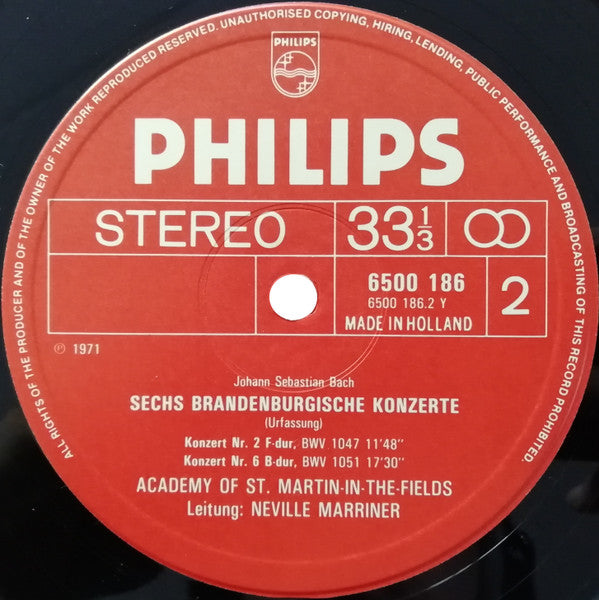 ALL RIGHTS OF THE PRODUCER AND OF THE OWNER OF THE WORK REPRODUCED RESERVED. UNAUTHORISED COPYING, HIRING, LENDING, PUBLIC PERFORMANCE AND BROADCASTING OF THIS RECORD PROHIBITED.
PHILIPS
PHILIPS
STEREO 33 1/3
6500 186
6500 186.2 Y
MADE IN HOLLAND
2
℗ 1971
Johann Sebastian Bach
SECHS BRANDENBURGISCHE KONZERTE
(Urfassung)
Konzert Nr. 2 F-dur, BWV 1047 11'48"
Konzert Nr. 6 B-dur, BWV 1051 17'30"
ACADEMY OF ST. MARTIN-IN-THE-FIELDS
Leitung: NEVILLE MARRINER